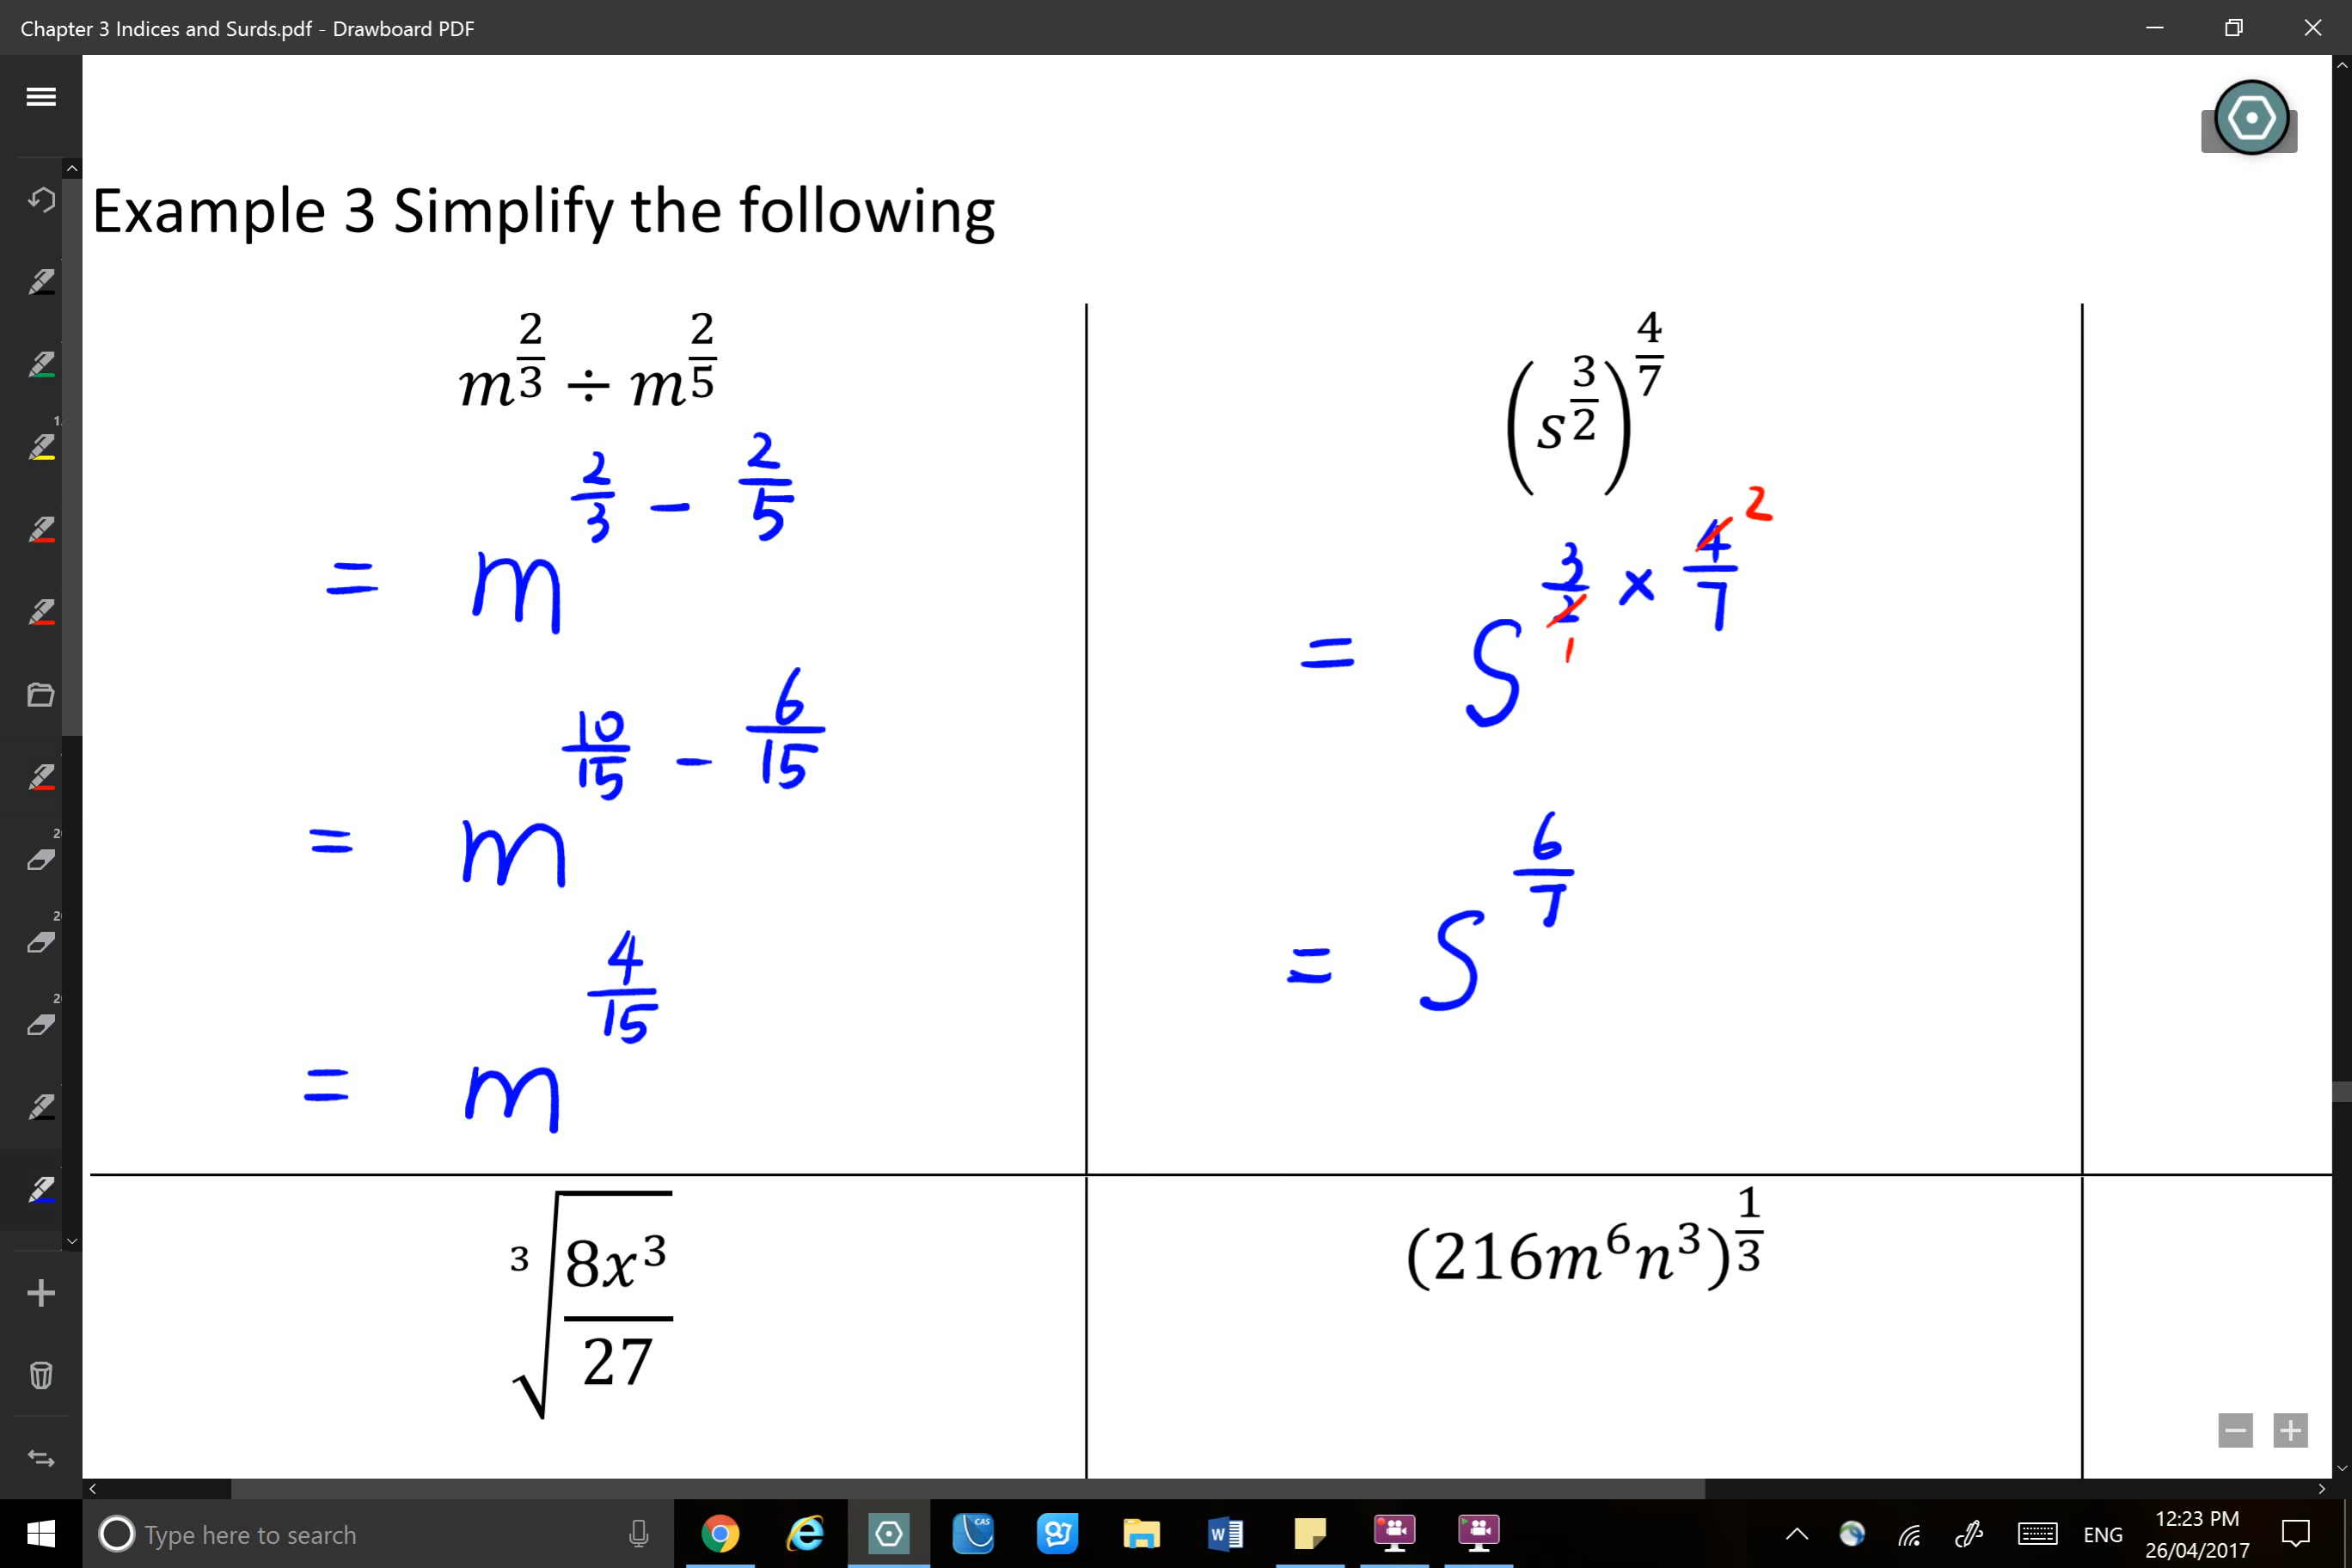 Chapter 3 Indices and Surds.pdf - Drawboard PDF
Example 3 Simplify the following
m^(2/3) ÷ m^(2/5)
= m^(2/3 - 2/5)
= m^(10/15 - 6/15)
= m^(4/15)
(s^(3/2))^(4/7)
= S^(3/2 × 4/7) 2 1
= S^(6/7)
∛(8x³/27)
(216m⁶n³)^(1/3)
Type here to search
CAS
ENG
12:23 PM
26/04/2017